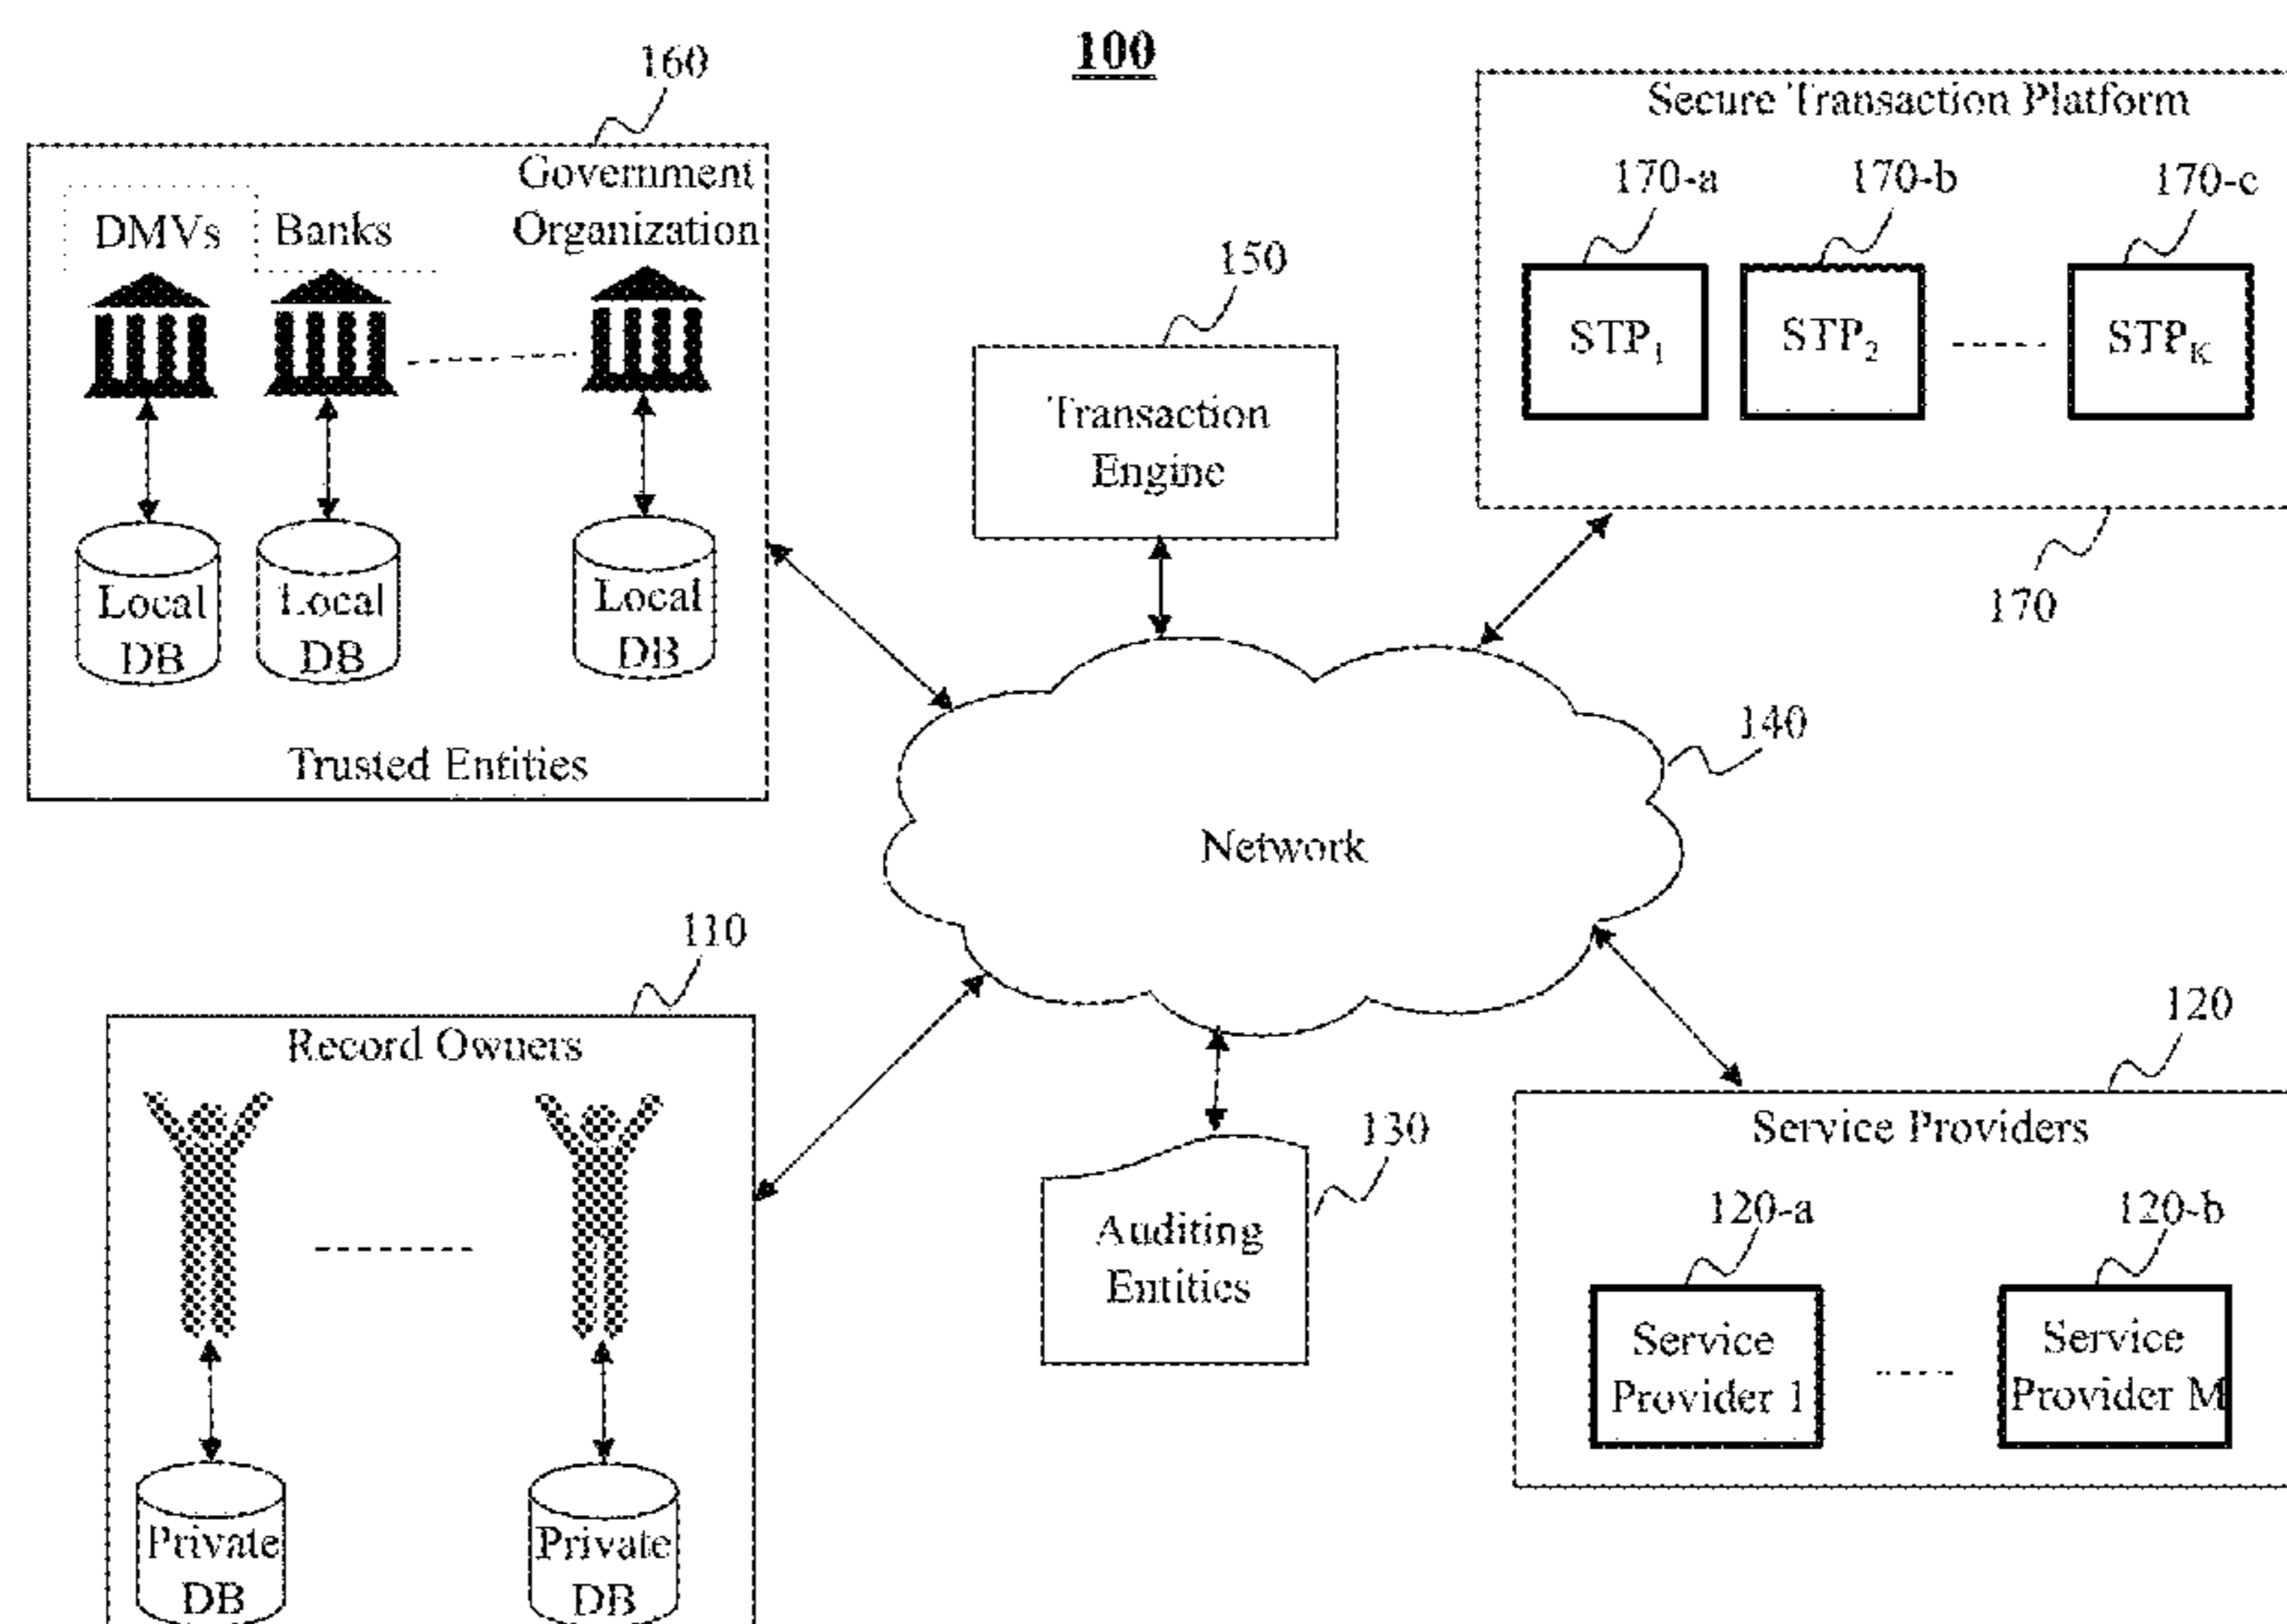 100
160
Government
Organization
DMVs
Banks
Local
DB
Local
DB
Local
DB
Trusted Entities
150
Transaction
Engine
Secure Transaction Platform
170-a
170-b
170-c
STP1
STP2
STPK
170
140
Network
110
Record Owners
Private
DB
Private
DB
130
Auditing
Entities
120
Service Providers
120-a
120-b
Service
Provider 1
Service
Provider M